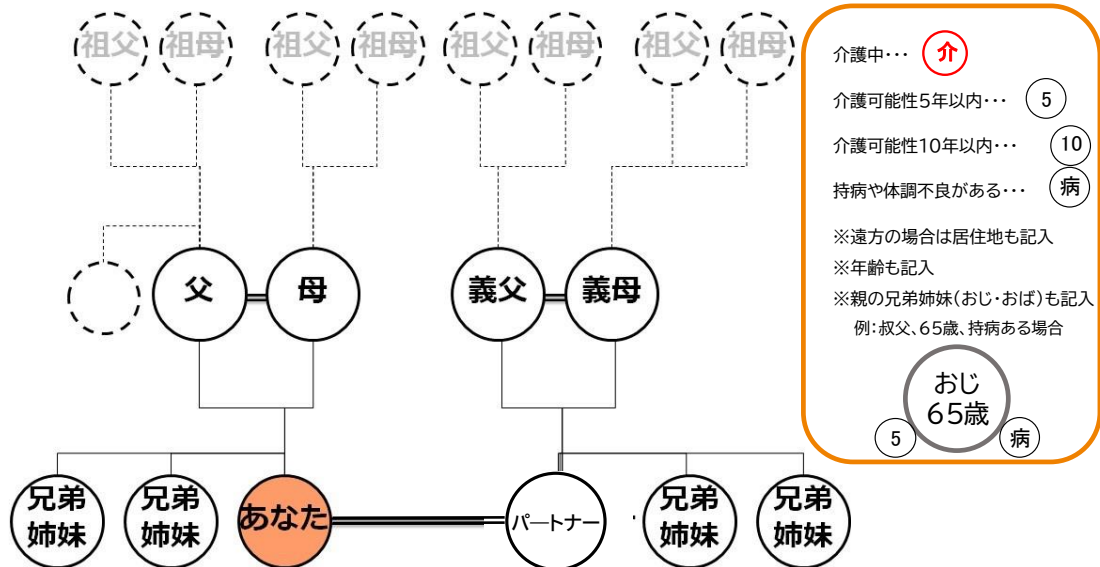 祖父 祖母 祖父 祖母 祖父 祖母 祖父 祖母
父 母 義父 義母
兄弟
姉妹
兄弟
姉妹
あなた
パートナー
兄弟
姉妹
兄弟
姉妹
介護中･･･ 介
介護可能性5年以内･･･ 5
介護可能性10年以内･･･ 10
持病や体調不良がある･･･ 病
※遠方の場合は居住地も記入
※年齢も記入
※親の兄弟姉妹(おじ・おば)も記入
例:叔父、65歳、持病ある場合
おじ
65歳
5 病